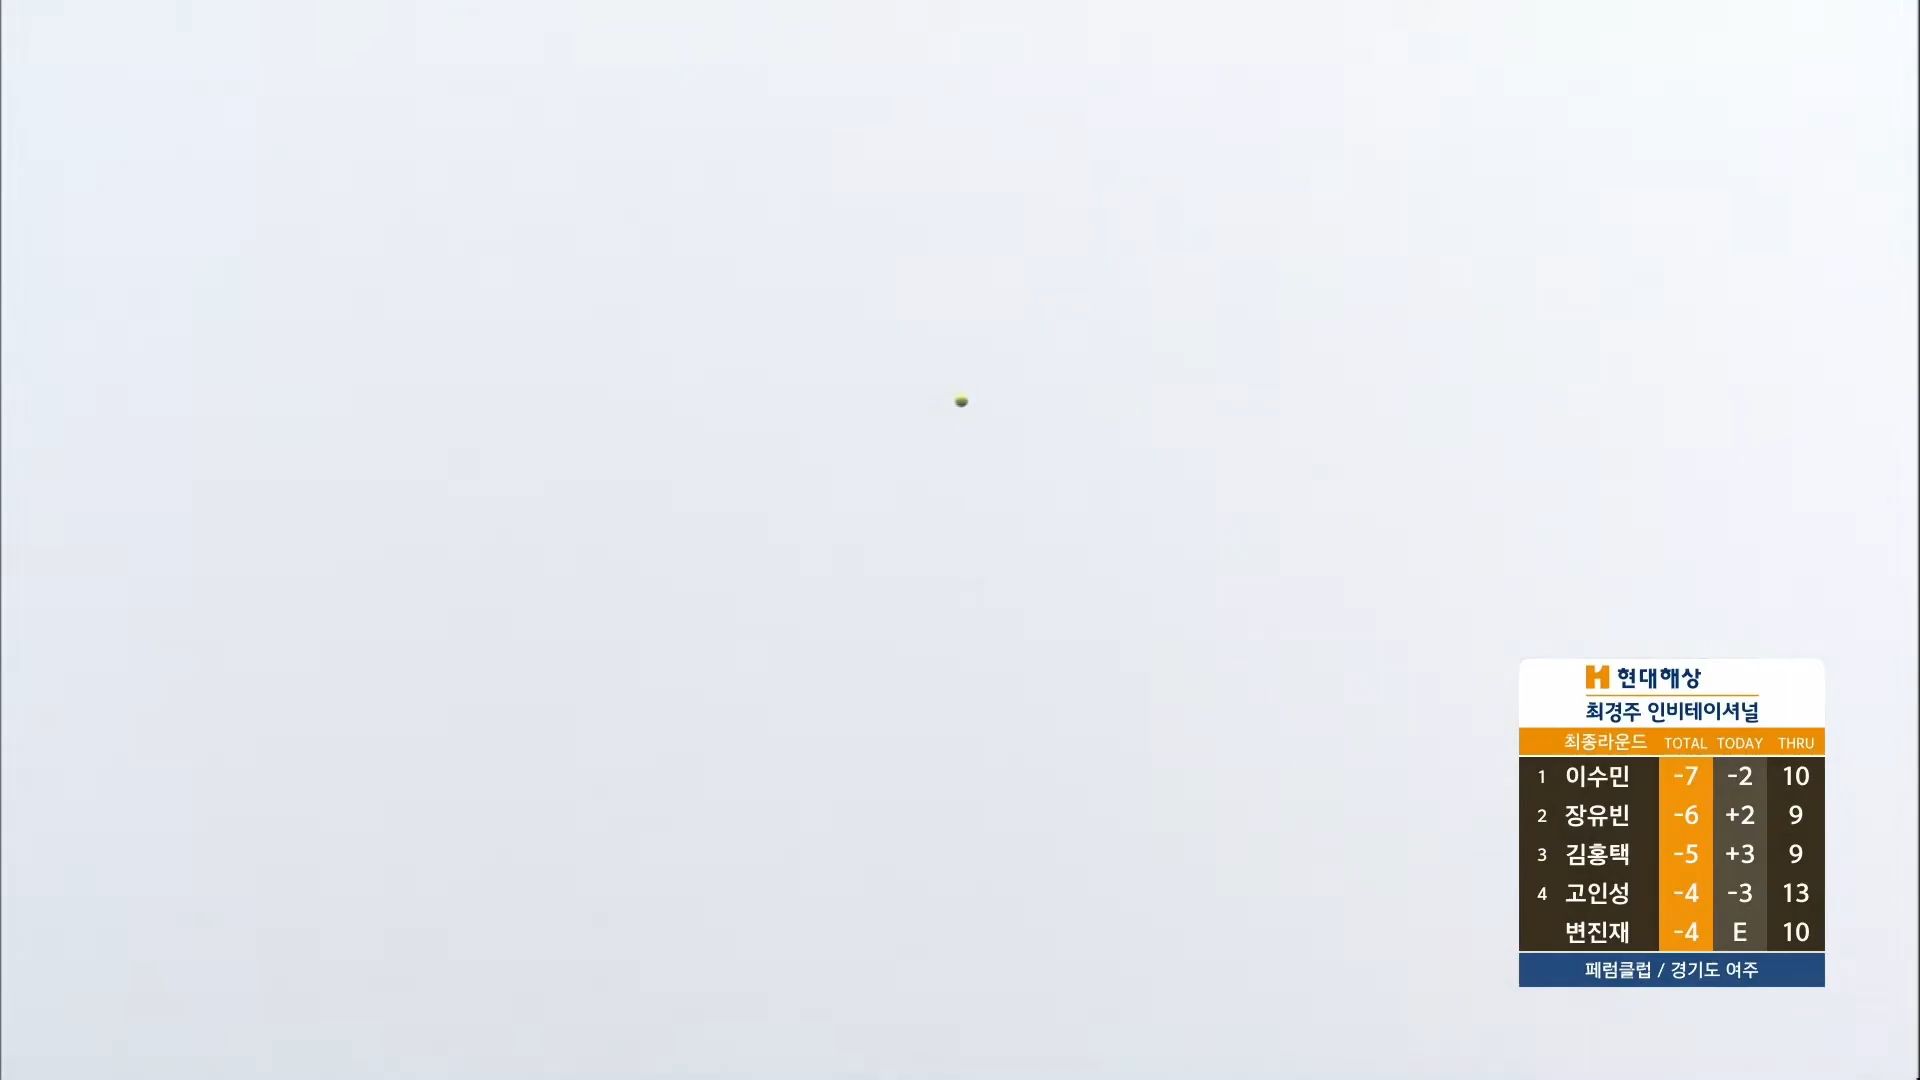 현대해상
최경주 인비테이셔널
최종라운드 TOTAL TODAY THRU
1 이수민 -7 -2 10
2 장유빈 -6 +2 9
3 김홍택 -5 +3 9
4 고인성 -4 -3 13
변진재 -4 E 10
페럼클럽 / 경기도 여주